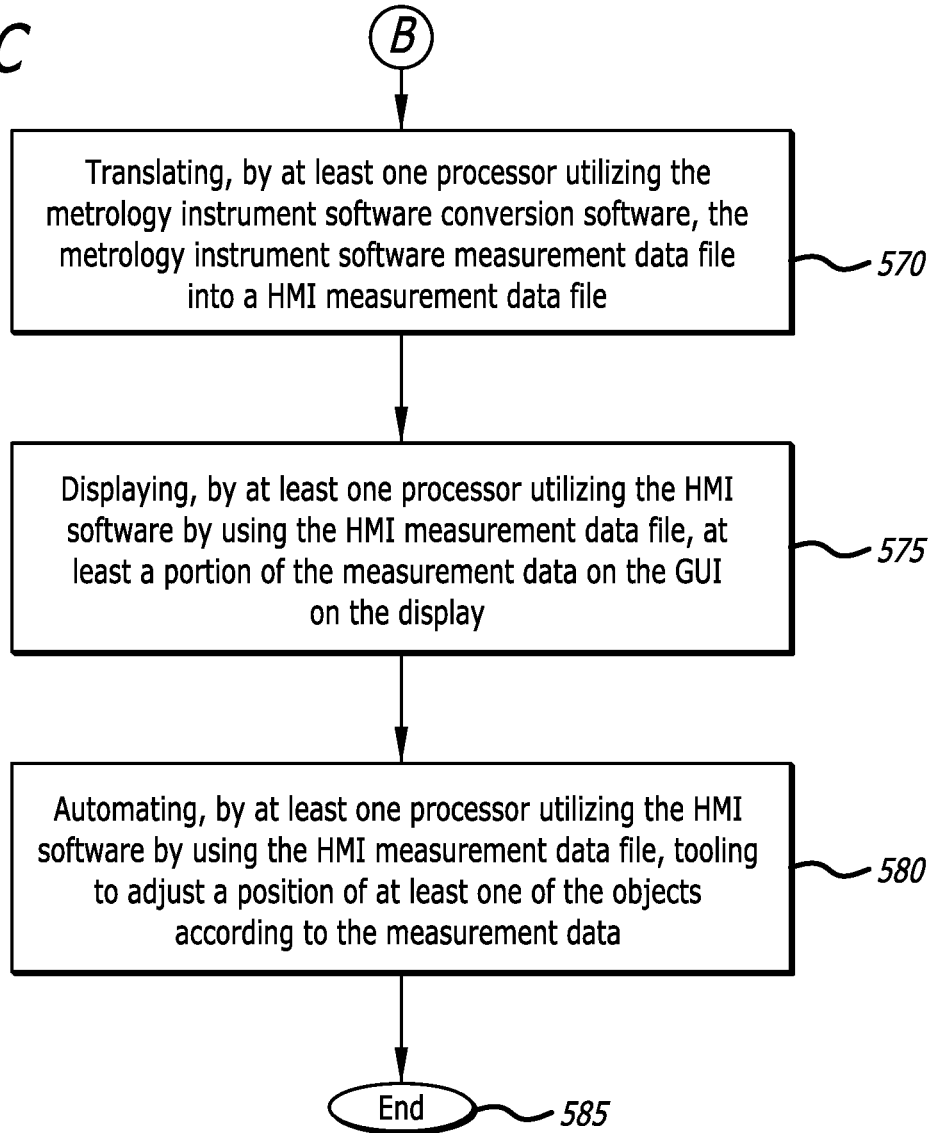 C
B
Translating, by at least one processor utilizing the
metrology instrument software conversion software, the
metrology instrument software measurement data file
into a HMI measurement data file
570
Displaying, by at least one processor utilizing the HMI
software by using the HMI measurement data file, at
least a portion of the measurement data on the GUI
on the display
575
Automating, by at least one processor utilizing the HMI
software by using the HMI measurement data file, tooling
to adjust a position of at least one of the objects
according to the measurement data
580
End
585